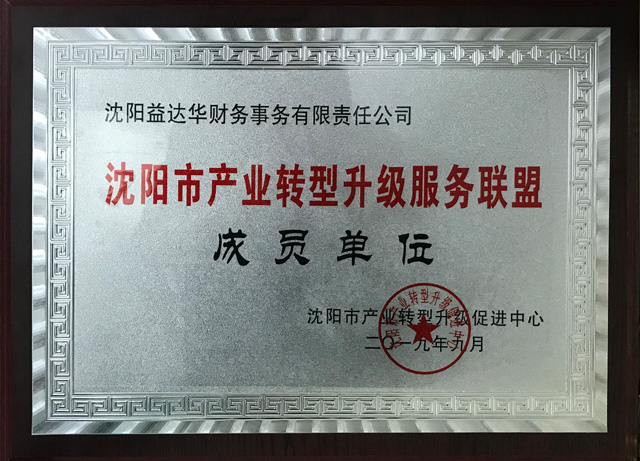 沈阳益达华财务事务有限责任公司
沈阳市产业转型升级服务联盟
成员单位
沈阳市产业转型升级促进中心
二〇一九年九月